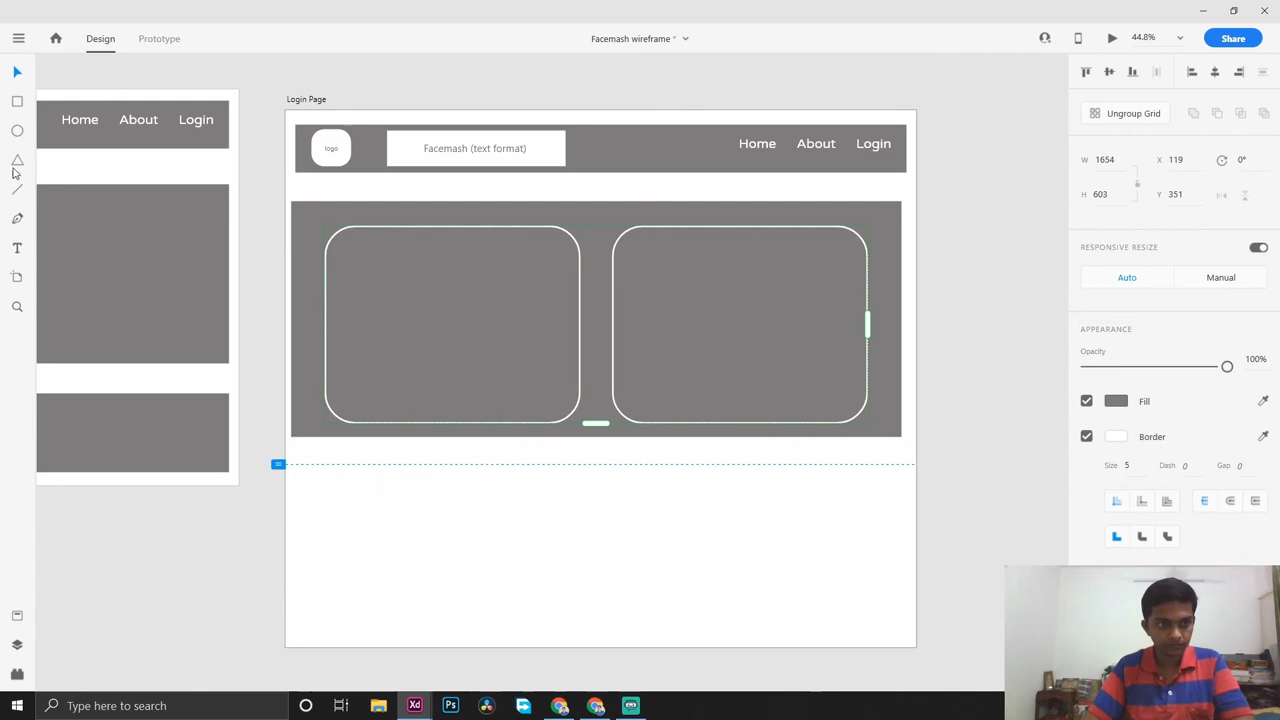 Design
Prototype
Facemash wireframe *
44.8%
Share
Home About Login
Login Page
logo
Facemash (text format)
Home About Login
Ungroup Grid
W 1654 X 119 0°
H 603 Y 351
RESPONSIVE RESIZE
Auto
Manual
APPEARANCE
Opacity
100%
Fill
Border
Size 5 Dash 0 Gap 0
Type here to search
Xd
Ps